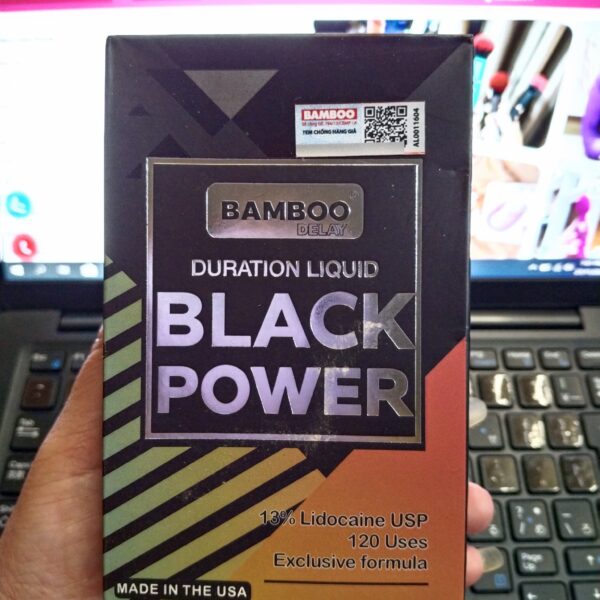 BAMBOO
TEM CHỐNG HÀNG GIẢ
AL0011604
BAMBOO
DELAY
DURATION LIQUID
BLACK
POWER
13% Lidocaine USP
120 Uses
Exclusive formula
MADE IN THE USA